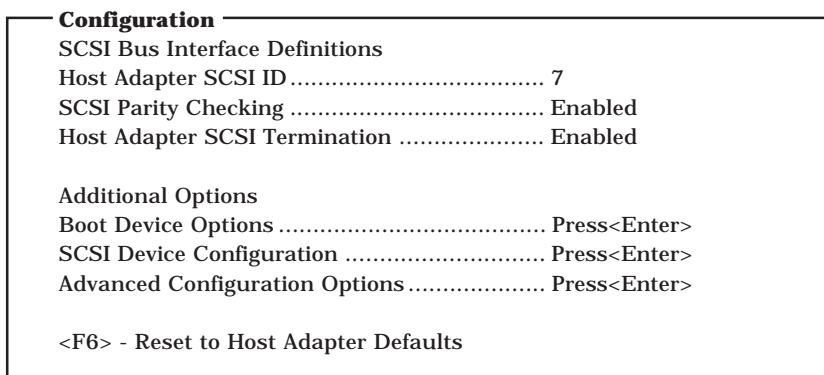 Configuration
SCSI Bus Interface Definitions
Host Adapter SCSI ID ..................................... 7
SCSI Parity Checking ..................................... Enabled
Host Adapter SCSI Termination ..................... Enabled
Additional Options
Boot Device Options ....................................... Press<Enter>
SCSI Device Configuration ............................. Press<Enter>
Advanced Configuration Options .................... Press<Enter>
<F6> - Reset to Host Adapter Defaults